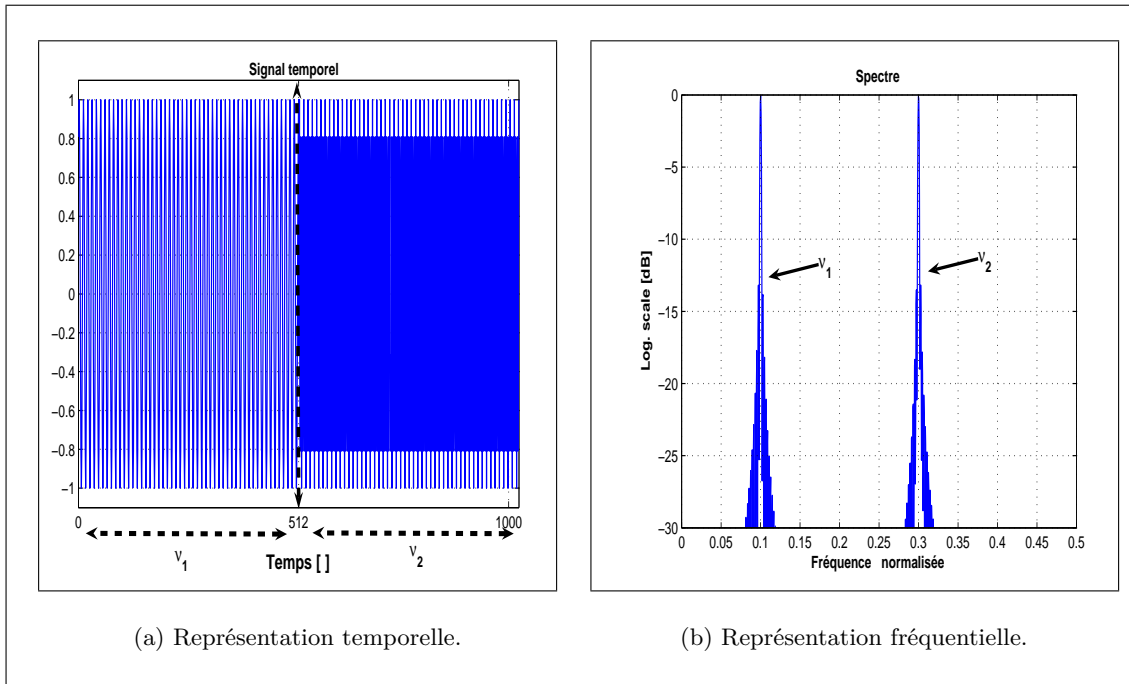 Signal temporel
1
0.8
0.6
0.4
0.2
0
−0.2
−0.4
−0.6
−0.8
−1
0 512 1000
ν1 Temps [ ] ν2
(a) Représentation temporelle.
Spectre
0
−5
−10
−15
−20
−25
−30
Log. scale [dB]
ν1
ν2
0 0.05 0.1 0.15 0.2 0.25 0.3 0.35 0.4 0.45 0.5
Fréquence normalisée
(b) Représentation fréquentielle.